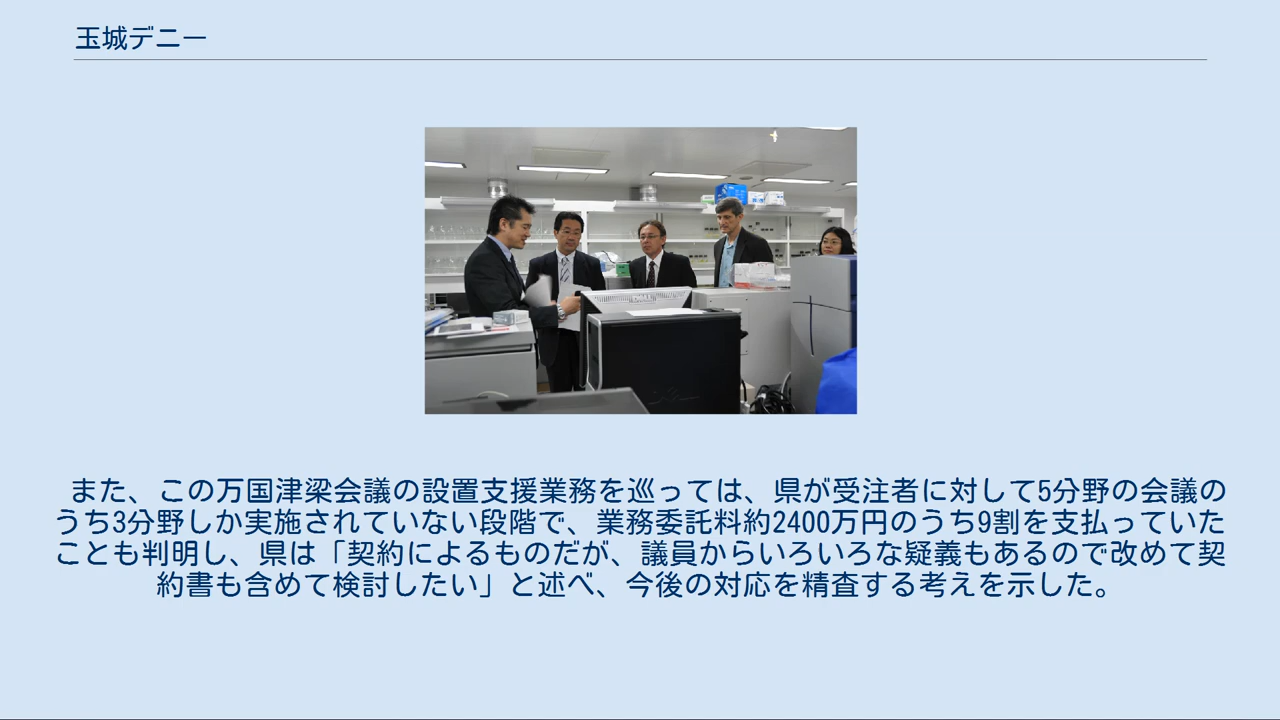 玉城デニー
また、この万国津梁会議の設置支援業務を巡っては、県が受注者に対して5分野の会議の
うち3分野しか実施されていない段階で、業務委託料約2400万円のうち9割を支払っていた
ことも判明し、県は「契約によるものだが、議員からいろいろな疑義もあるので改めて契
約書も含めて検討したい」と述べ、今後の対応を精査する考えを示した。